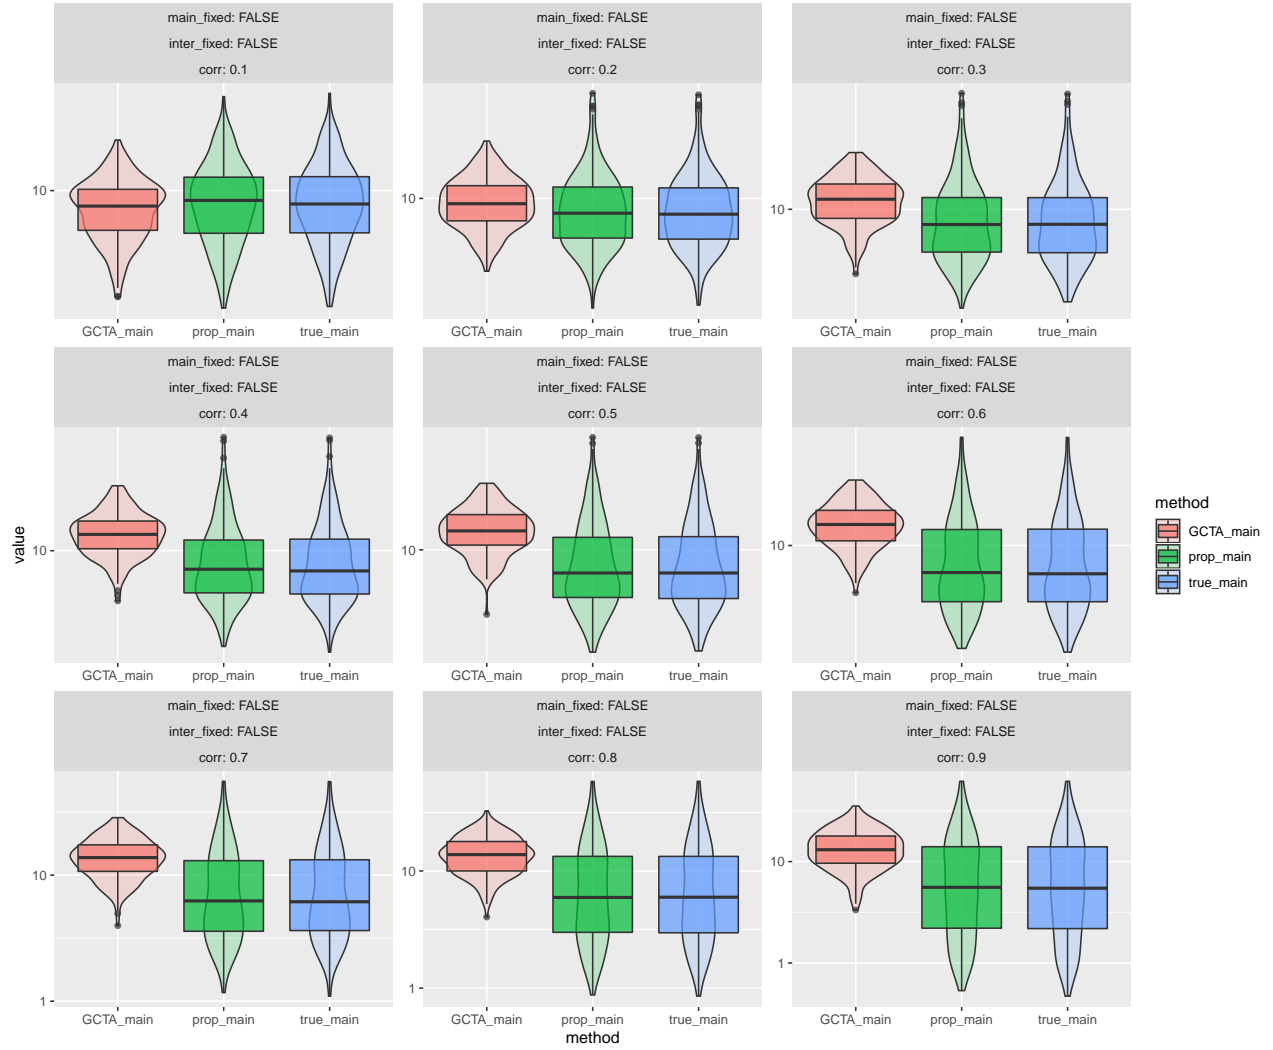 main_fixed: FALSE
inter_fixed: FALSE
corr: 0.1
main_fixed: FALSE
inter_fixed: FALSE
corr: 0.2
main_fixed: FALSE
inter_fixed: FALSE
corr: 0.3
10
10
10
GCTA_main prop_main true_main
GCTA_main prop_main true_main
GCTA_main prop_main true_main
main_fixed: FALSE
inter_fixed: FALSE
corr: 0.4
main_fixed: FALSE
inter_fixed: FALSE
corr: 0.5
main_fixed: FALSE
inter_fixed: FALSE
corr: 0.6
10
10
10
GCTA_main prop_main true_main
GCTA_main prop_main true_main
GCTA_main prop_main true_main
main_fixed: FALSE
inter_fixed: FALSE
corr: 0.7
main_fixed: FALSE
inter_fixed: FALSE
corr: 0.8
main_fixed: FALSE
inter_fixed: FALSE
corr: 0.9
10
1
10
1
10
1
GCTA_main prop_main true_main
GCTA_main prop_main true_main
GCTA_main prop_main true_main
value
method
method
GCTA_main
prop_main
true_main